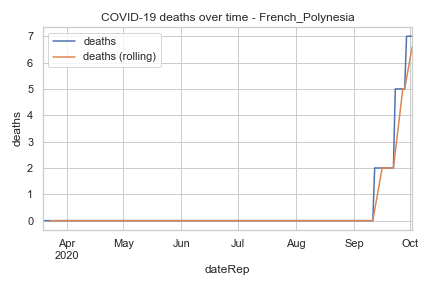 COVID-19 deaths over time - French_Polynesia
deaths
deaths (rolling)
7
6
5
4
3
2
1
0
deaths
Apr May Jun Jul Aug Sep Oct
2020
dateRep